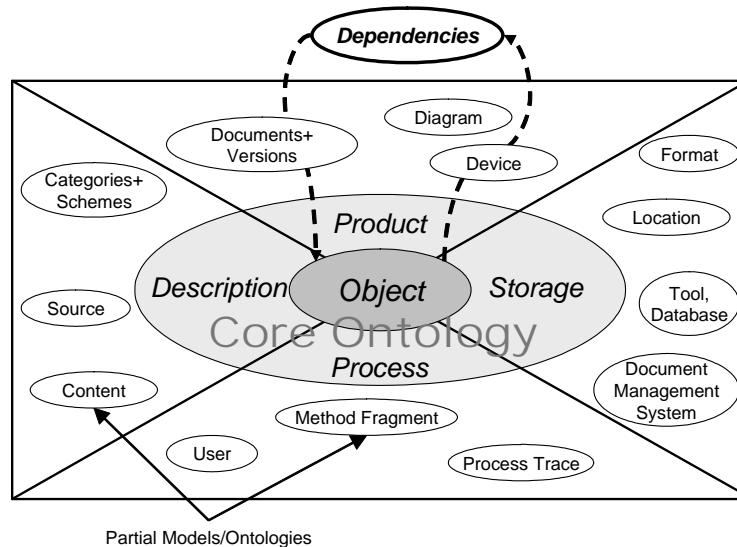 Dependencies
Diagram
Documents+
Versions
Format
Device
Categories+
Schemes
Location
Product
Description
Object
Storage
Source
Tool,
Database
Core Ontology
Process
Document
Management
System
Content
Method Fragment
User
Process Trace
Partial Models/Ontologies